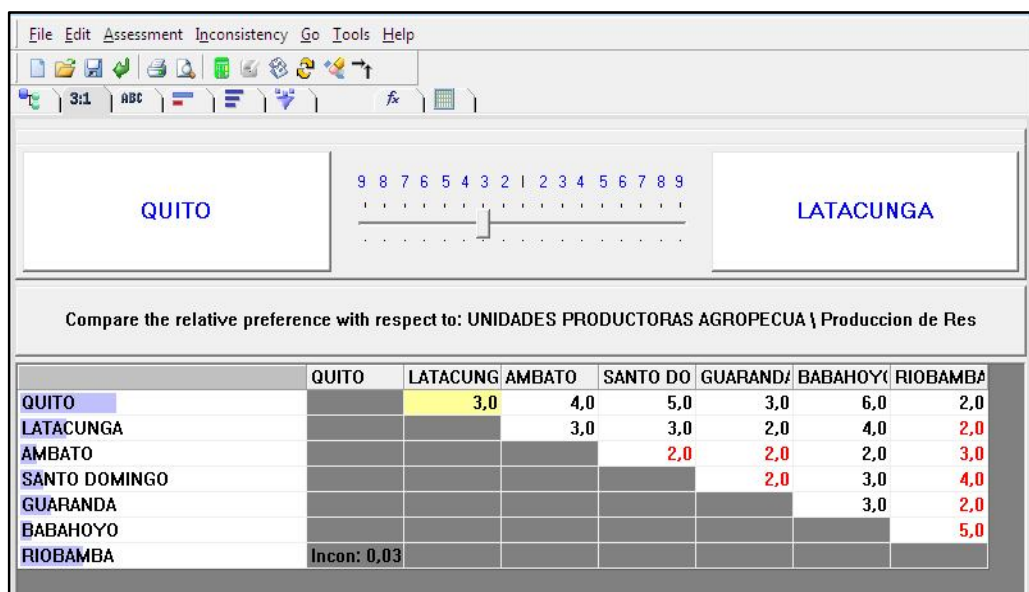 File Edit Assessment Inconsistency Go Tools Help
3:1 ABC fx
9 8 7 6 5 4 3 2 1 2 3 4 5 6 7 8 9
QUITO LATACUNGA
Compare the relative preference with respect to: UNIDADES PRODUCTORAS AGROPECUA \ Produccion de Res
QUITO LATACUNG AMBATO SANTO DO GUARANDA BABAHOY( RIOBAMBA
QUITO 3,0 4,0 5,0 3,0 6,0 2,0
LATACUNGA 3,0 3,0 2,0 4,0 2,0
AMBATO 2,0 2,0 2,0 3,0
SANTO DOMINGO 2,0 3,0 4,0
GUARANDA 3,0 2,0
BABAHOYO 5,0
RIOBAMBA Incon: 0,03